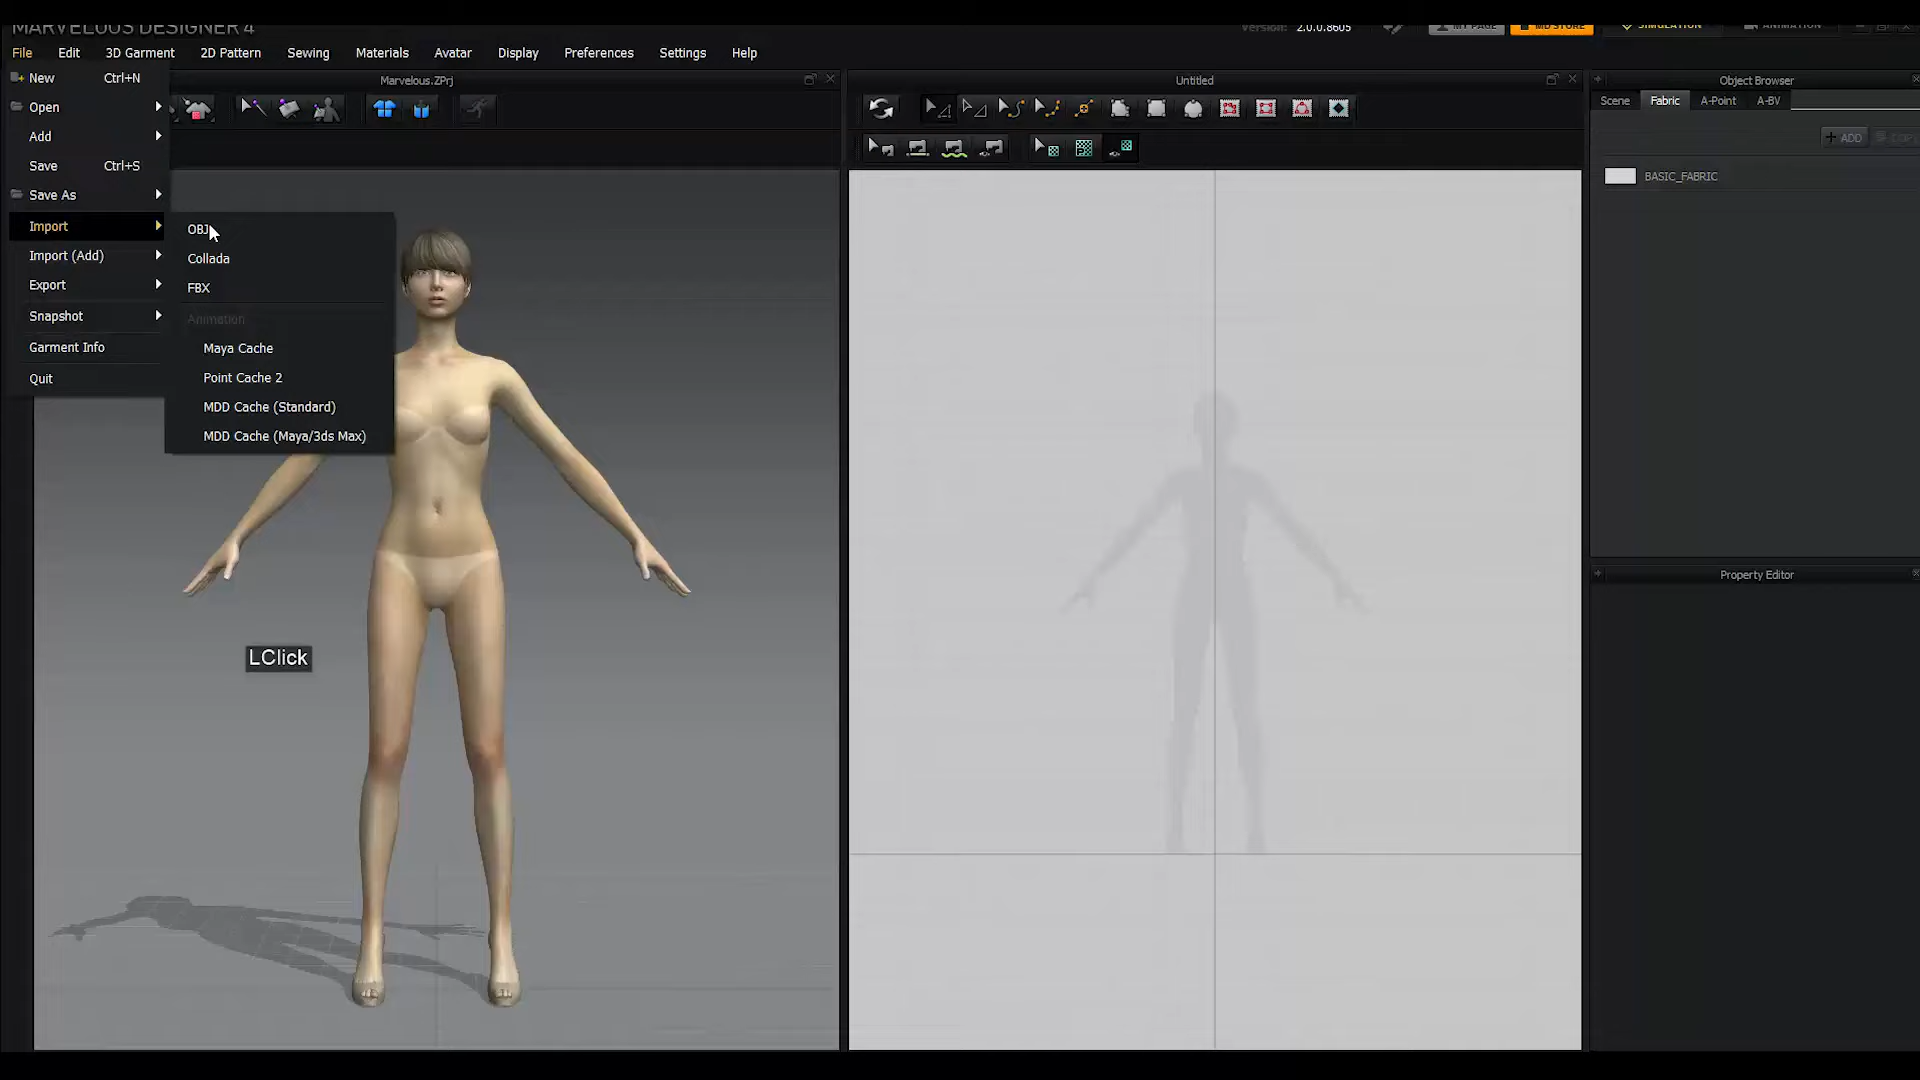 MARVELOUS DESIGNER 4
Version: 2.0.0.8605
MY PAGE
MD STORE
SIMULATION
ANIMATION
File Edit 3D Garment 2D Pattern Sewing Materials Avatar Display Preferences Settings Help
New Ctrl+N
Open
Add
Save Ctrl+S
Save As
Import
Import (Add)
Export
Snapshot
Garment Info
Quit
OBJ
Collada
FBX
Animation
Maya Cache
Point Cache 2
MDD Cache (Standard)
MDD Cache (Maya/3ds Max)
Marvelous.ZPrj
Untitled
Object Browser
Scene Fabric A-Point A-BV
+ ADD
BASIC_FABRIC
Property Editor
LClick